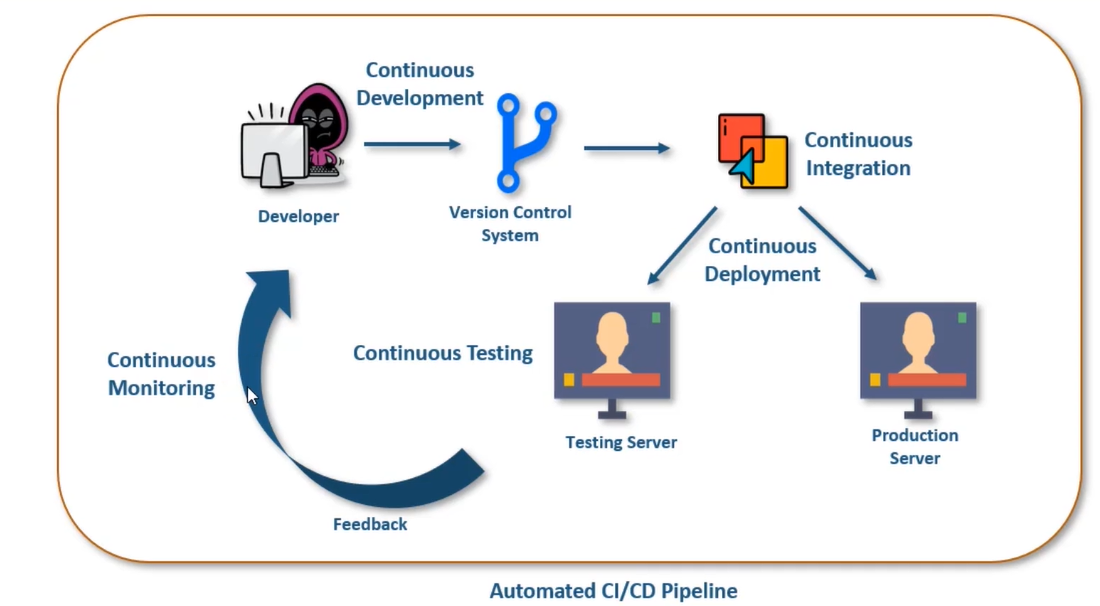 Continuous
Development
Developer
Version Control
System
Continuous
Integration
Continuous
Deployment
Continuous
Monitoring
Continuous Testing
Testing Server
Production
Server
Feedback
Automated CI/CD Pipeline